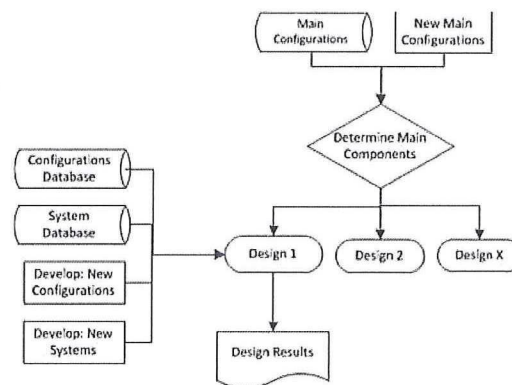 Main
Configurations
New Main
Configurations
Determine Main
Components
Configurations
Database
System
Database
Develop: New
Configurations
Develop: New
Systems
Design 1
Design 2
Design X
Design Results